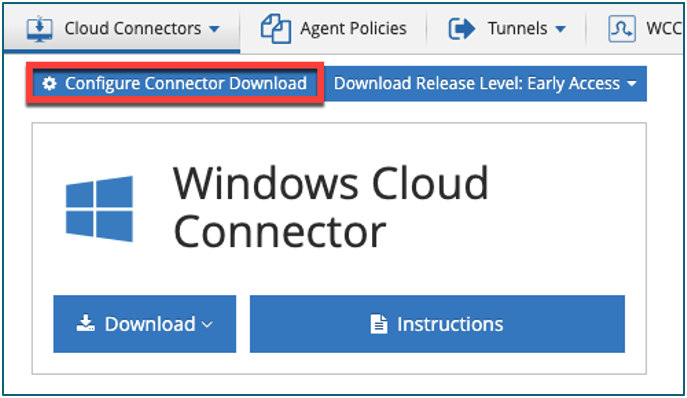 Cloud Connectors Agent Policies Tunnels WCC
Configure Connector Download Download Release Level: Early Access
Windows Cloud
Connector
Download Instructions